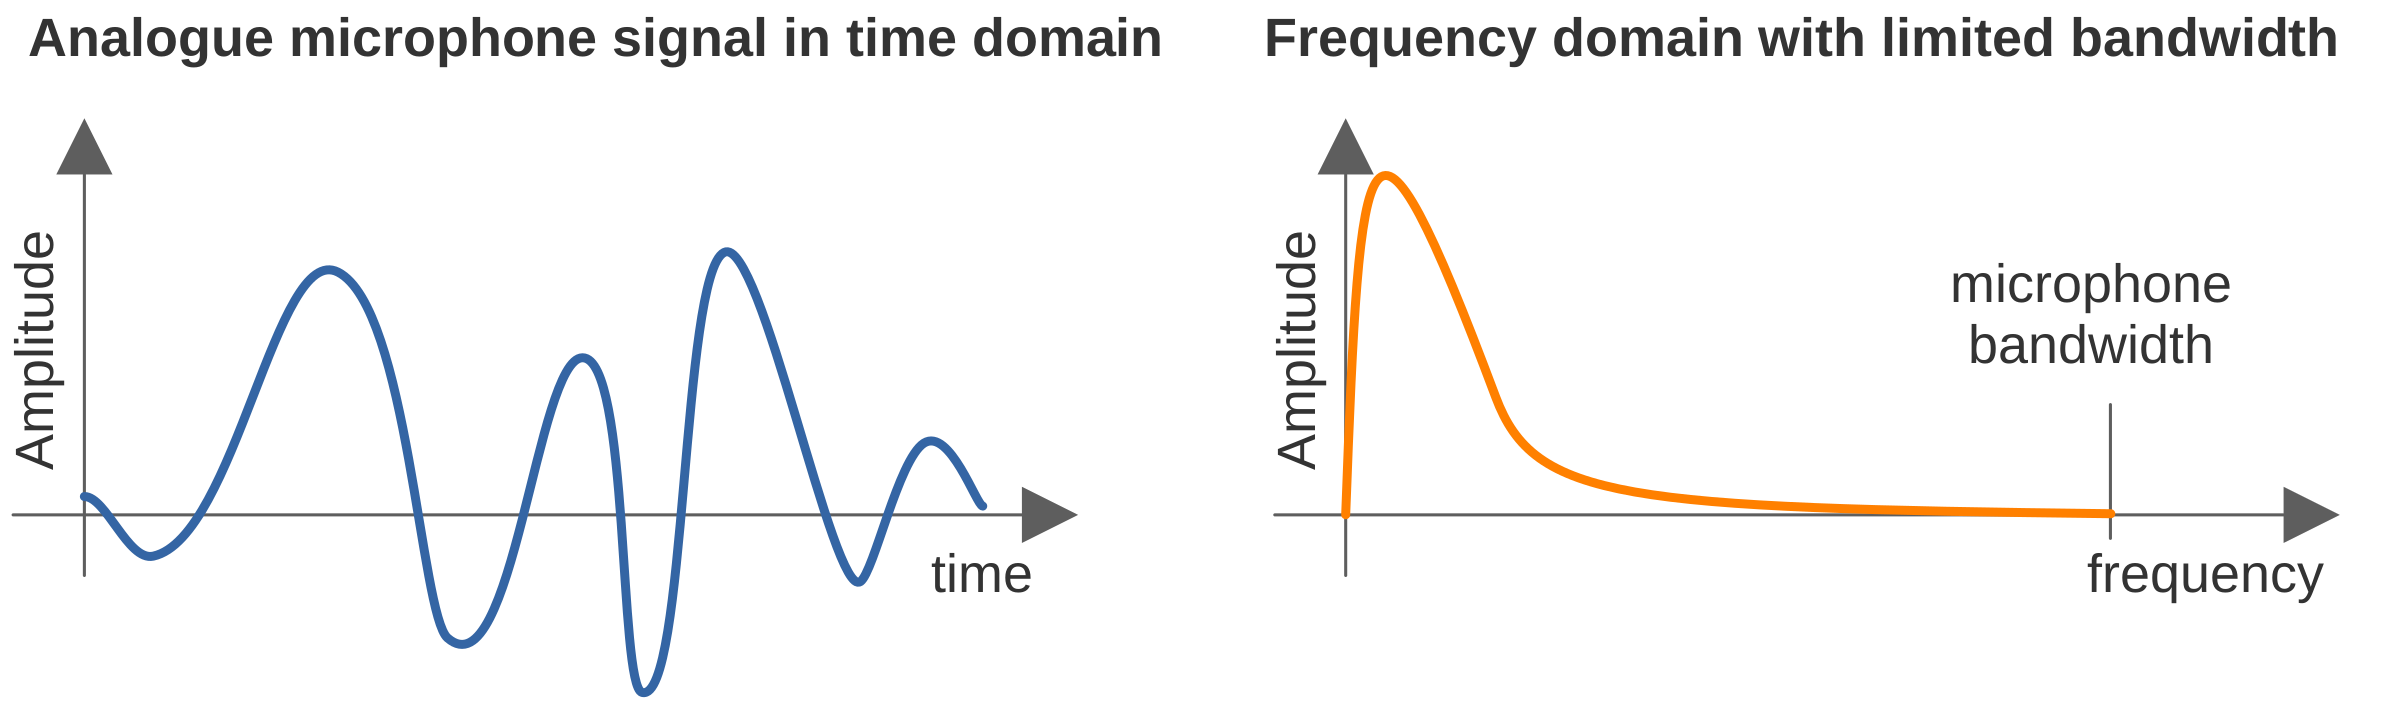 Analogue microphone signal in time domain
Amplitude
time
Frequency domain with limited bandwidth
Amplitude
microphone
bandwidth
frequency